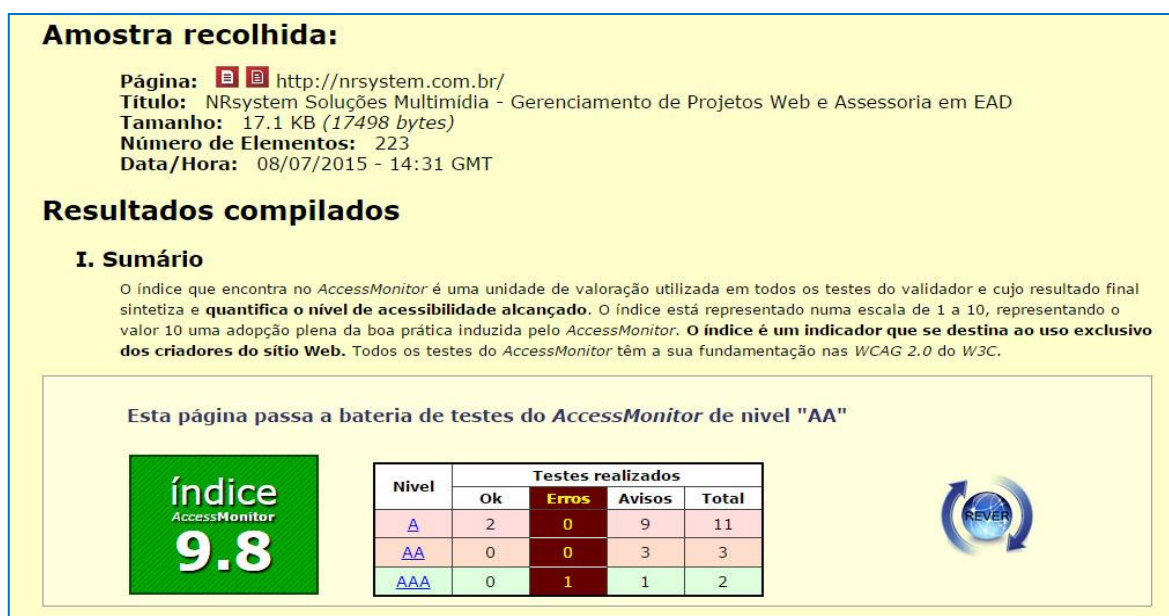 Amostra recolhida:
Página: http://nrsystem.com.br/
Título: NRsystem Soluções Multimídia - Gerenciamento de Projetos Web e Assessoria em EAD
Tamanho: 17.1 KB (17498 bytes)
Número de Elementos: 223
Data/Hora: 08/07/2015 - 14:31 GMT
Resultados compilados
I. Sumário
O índice que encontra no AccessMonitor é uma unidade de valoração utilizada em todos os testes do validador e cujo resultado final
sintetiza e quantifica o nível de acessibilidade alcançado. O índice está representado numa escala de 1 a 10, representando o
valor 10 uma adopção plena da boa prática induzida pelo AccessMonitor. O índice é um indicador que se destina ao uso exclusivo
dos criadores do sítio Web. Todos os testes do AccessMonitor têm a sua fundamentação nas WCAG 2.0 do W3C.
Esta página passa a bateria de testes do AccessMonitor de nivel "AA"
índice
AccessMonitor
9.8
Nivel Testes realizados
Ok Erros Avisos Total
A 2 0 9 11
AA 0 0 3 3
AAA 0 1 1 2
REVER